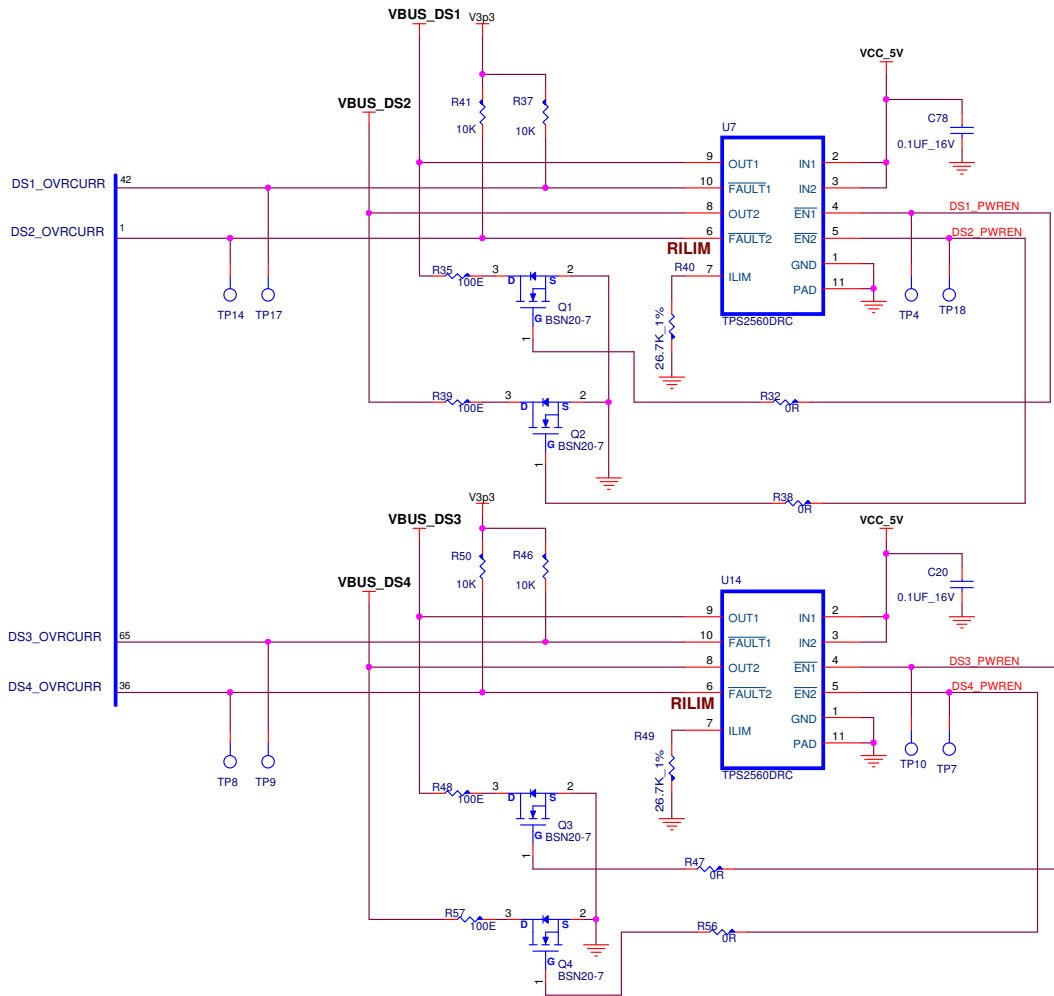 VBUS_DS1
V3p3
VCC_5V
VBUS_DS2
R41
R37
10K
10K
C78
0.1UF_16V
U7
9 OUT1 IN1 2
10 FAULT1 IN2 3
8 OUT2 EN1 4
6 FAULT2 EN2 5
GND 1
7 ILIM
PAD 11
TPS2560DRC
DS1_OVRCURR 42
DS2_OVRCURR 1
DS1_PWREN
DS2_PWREN
RILIM
R40
26.7K_1%
TP14
TP17
TP4
TP18
R35
100E
3
2
D
S
G
Q1
BSN20-7
1
R39
100E
3
2
D
S
G
Q2
BSN20-7
1
R32
0R
R38
0R
V3p3
VBUS_DS3
VCC_5V
VBUS_DS4
R50
R46
10K
10K
C20
0.1UF_16V
U14
9 OUT1 IN1 2
10 FAULT1 IN2 3
8 OUT2 EN1 4
6 FAULT2 EN2 5
GND 1
7 ILIM
PAD 11
TPS2560DRC
DS3_OVRCURR 65
DS4_OVRCURR 36
DS3_PWREN
DS4_PWREN
RILIM
R49
26.7K_1%
TP8
TP9
TP10
TP7
R48
100E
3
2
D
S
G
Q3
BSN20-7
1
R47
0R
R57
100E
3
2
D
S
G
Q4
BSN20-7
1
R56
0R